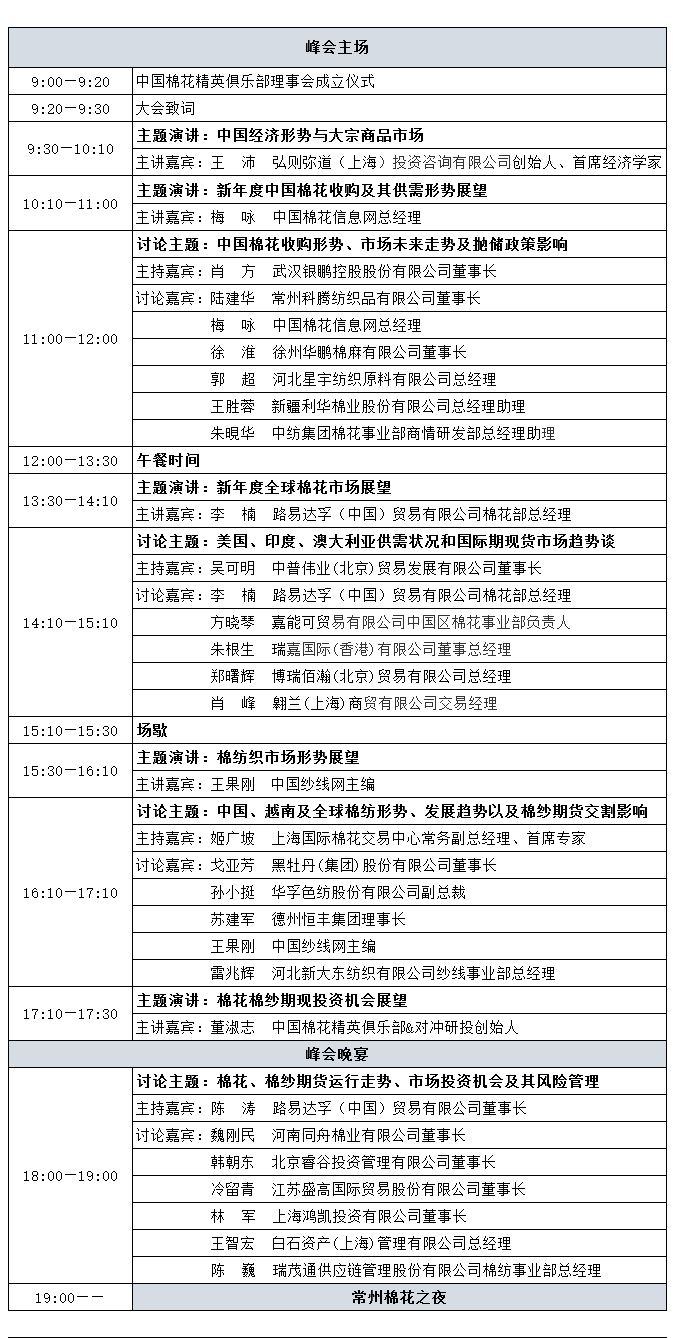 峰会主场
9:00—9:20 中国棉花精英俱乐部理事会成立仪式
9:20—9:30 大会致词
9:30—10:10 主题演讲：中国经济形势与大宗商品市场
主讲嘉宾：王 沛 弘则弥道（上海）投资咨询有限公司创始人、首席经济学家
10:10—11:00 主题演讲：新年度中国棉花收购及其供需形势展望
主讲嘉宾：梅 咏 中国棉花信息网总经理
11:00—12:00 讨论主题：中国棉花收购形势、市场未来走势及抛储政策影响
主持嘉宾：肖 方 武汉银鹏控股股份有限公司董事长
讨论嘉宾：陆建华 常州科腾纺织品有限公司董事长
梅 咏 中国棉花信息网总经理
徐 淮 徐州华鹏棉麻有限公司董事长
郭 超 河北星宇纺织原料有限公司总经理
王胜蓉 新疆利华棉业股份有限公司总经理助理
朱晛华 中纺集团棉花事业部商情研发部总经理助理
12:00—13:30 午餐时间
13:30—14:10 主题演讲：新年度全球棉花市场展望
主讲嘉宾：李 楠 路易达孚（中国）贸易有限公司棉花部总经理
14:10—15:10 讨论主题：美国、印度、澳大利亚供需状况和国际期现货市场趋势谈
主持嘉宾：吴可明 中普伟业(北京)贸易发展有限公司董事长
讨论嘉宾：李 楠 路易达孚（中国）贸易有限公司棉花部总经理
方晓琴 嘉能可贸易有限公司中国区棉花事业部负责人
朱根生 瑞嘉国际(香港)有限公司董事总经理
郑曙辉 博瑞佰瀚(北京)贸易有限公司总经理
肖 峰 翱兰(上海)商贸有限公司交易经理
15:10—15:30 场歇
15:30—16:10 主题演讲：棉纺织市场形势展望
主讲嘉宾：王果刚 中国纱线网主编
16:10—17:10 讨论主题：中国、越南及全球棉纺形势、发展趋势以及棉纱期货交割影响
主持嘉宾：姬广坡 上海国际棉花交易中心常务副总经理、首席专家
讨论嘉宾：戈亚芳 黑牡丹(集团)股份有限公司董事长
孙小挺 华孚色纺股份有限公司副总裁
苏建军 德州恒丰集团理事长
王果刚 中国纱线网主编
雷兆辉 河北新大东纺织有限公司纱线事业部总经理
17:10—17:30 主题演讲：棉花棉纱期现投资机会展望
主讲嘉宾：董淑志 中国棉花精英俱乐部&对冲研投创始人
峰会晚宴
18:00—19:00 讨论主题：棉花、棉纱期货运行走势、市场投资机会及其风险管理
主持嘉宾：陈 涛 路易达孚（中国）贸易有限公司董事长
讨论嘉宾：魏刚民 河南同舟棉业有限公司董事长
韩朝东 北京睿谷投资管理有限公司董事长
冷留青 江苏盛高国际贸易股份有限公司董事长
林 军 上海鸿凯投资有限公司董事长
王智宏 白石资产(上海)管理有限公司总经理
陈 巍 瑞茂通供应链管理股份有限公司棉纺事业部总经理
19:00—— 常州棉花之夜